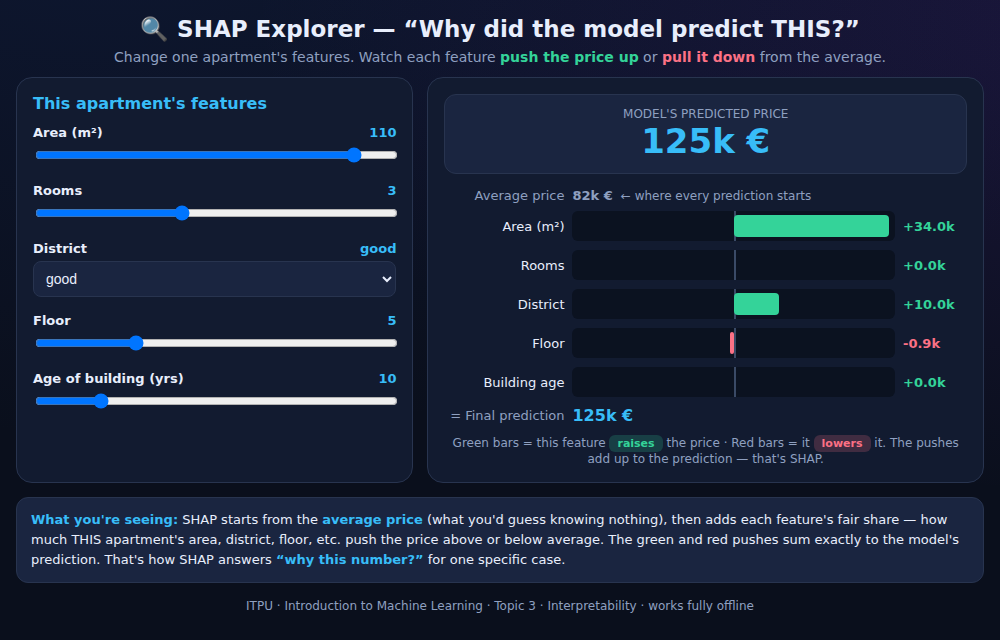 🔍 SHAP Explorer — “Why did the model predict THIS?”
Change one apartment's features. Watch each feature push the price up or pull it down from the average.
This apartment's features
Area (m²) 110
Rooms 3
District good
good
Floor 5
Age of building (yrs) 10
MODEL'S PREDICTED PRICE
125k €
Average price 82k € ← where every prediction starts
Area (m²) +34.0k
Rooms +0.0k
District +10.0k
Floor -0.9k
Building age +0.0k
= Final prediction 125k €
Green bars = this feature raises the price · Red bars = it lowers it. The pushes
add up to the prediction — that's SHAP.
What you're seeing: SHAP starts from the average price (what you'd guess knowing nothing), then adds each feature's fair share — how
much THIS apartment's area, district, floor, etc. push the price above or below average. The green and red pushes sum exactly to the model's
prediction. That's how SHAP answers “why this number?” for one specific case.
ITPU · Introduction to Machine Learning · Topic 3 · Interpretability · works fully offline